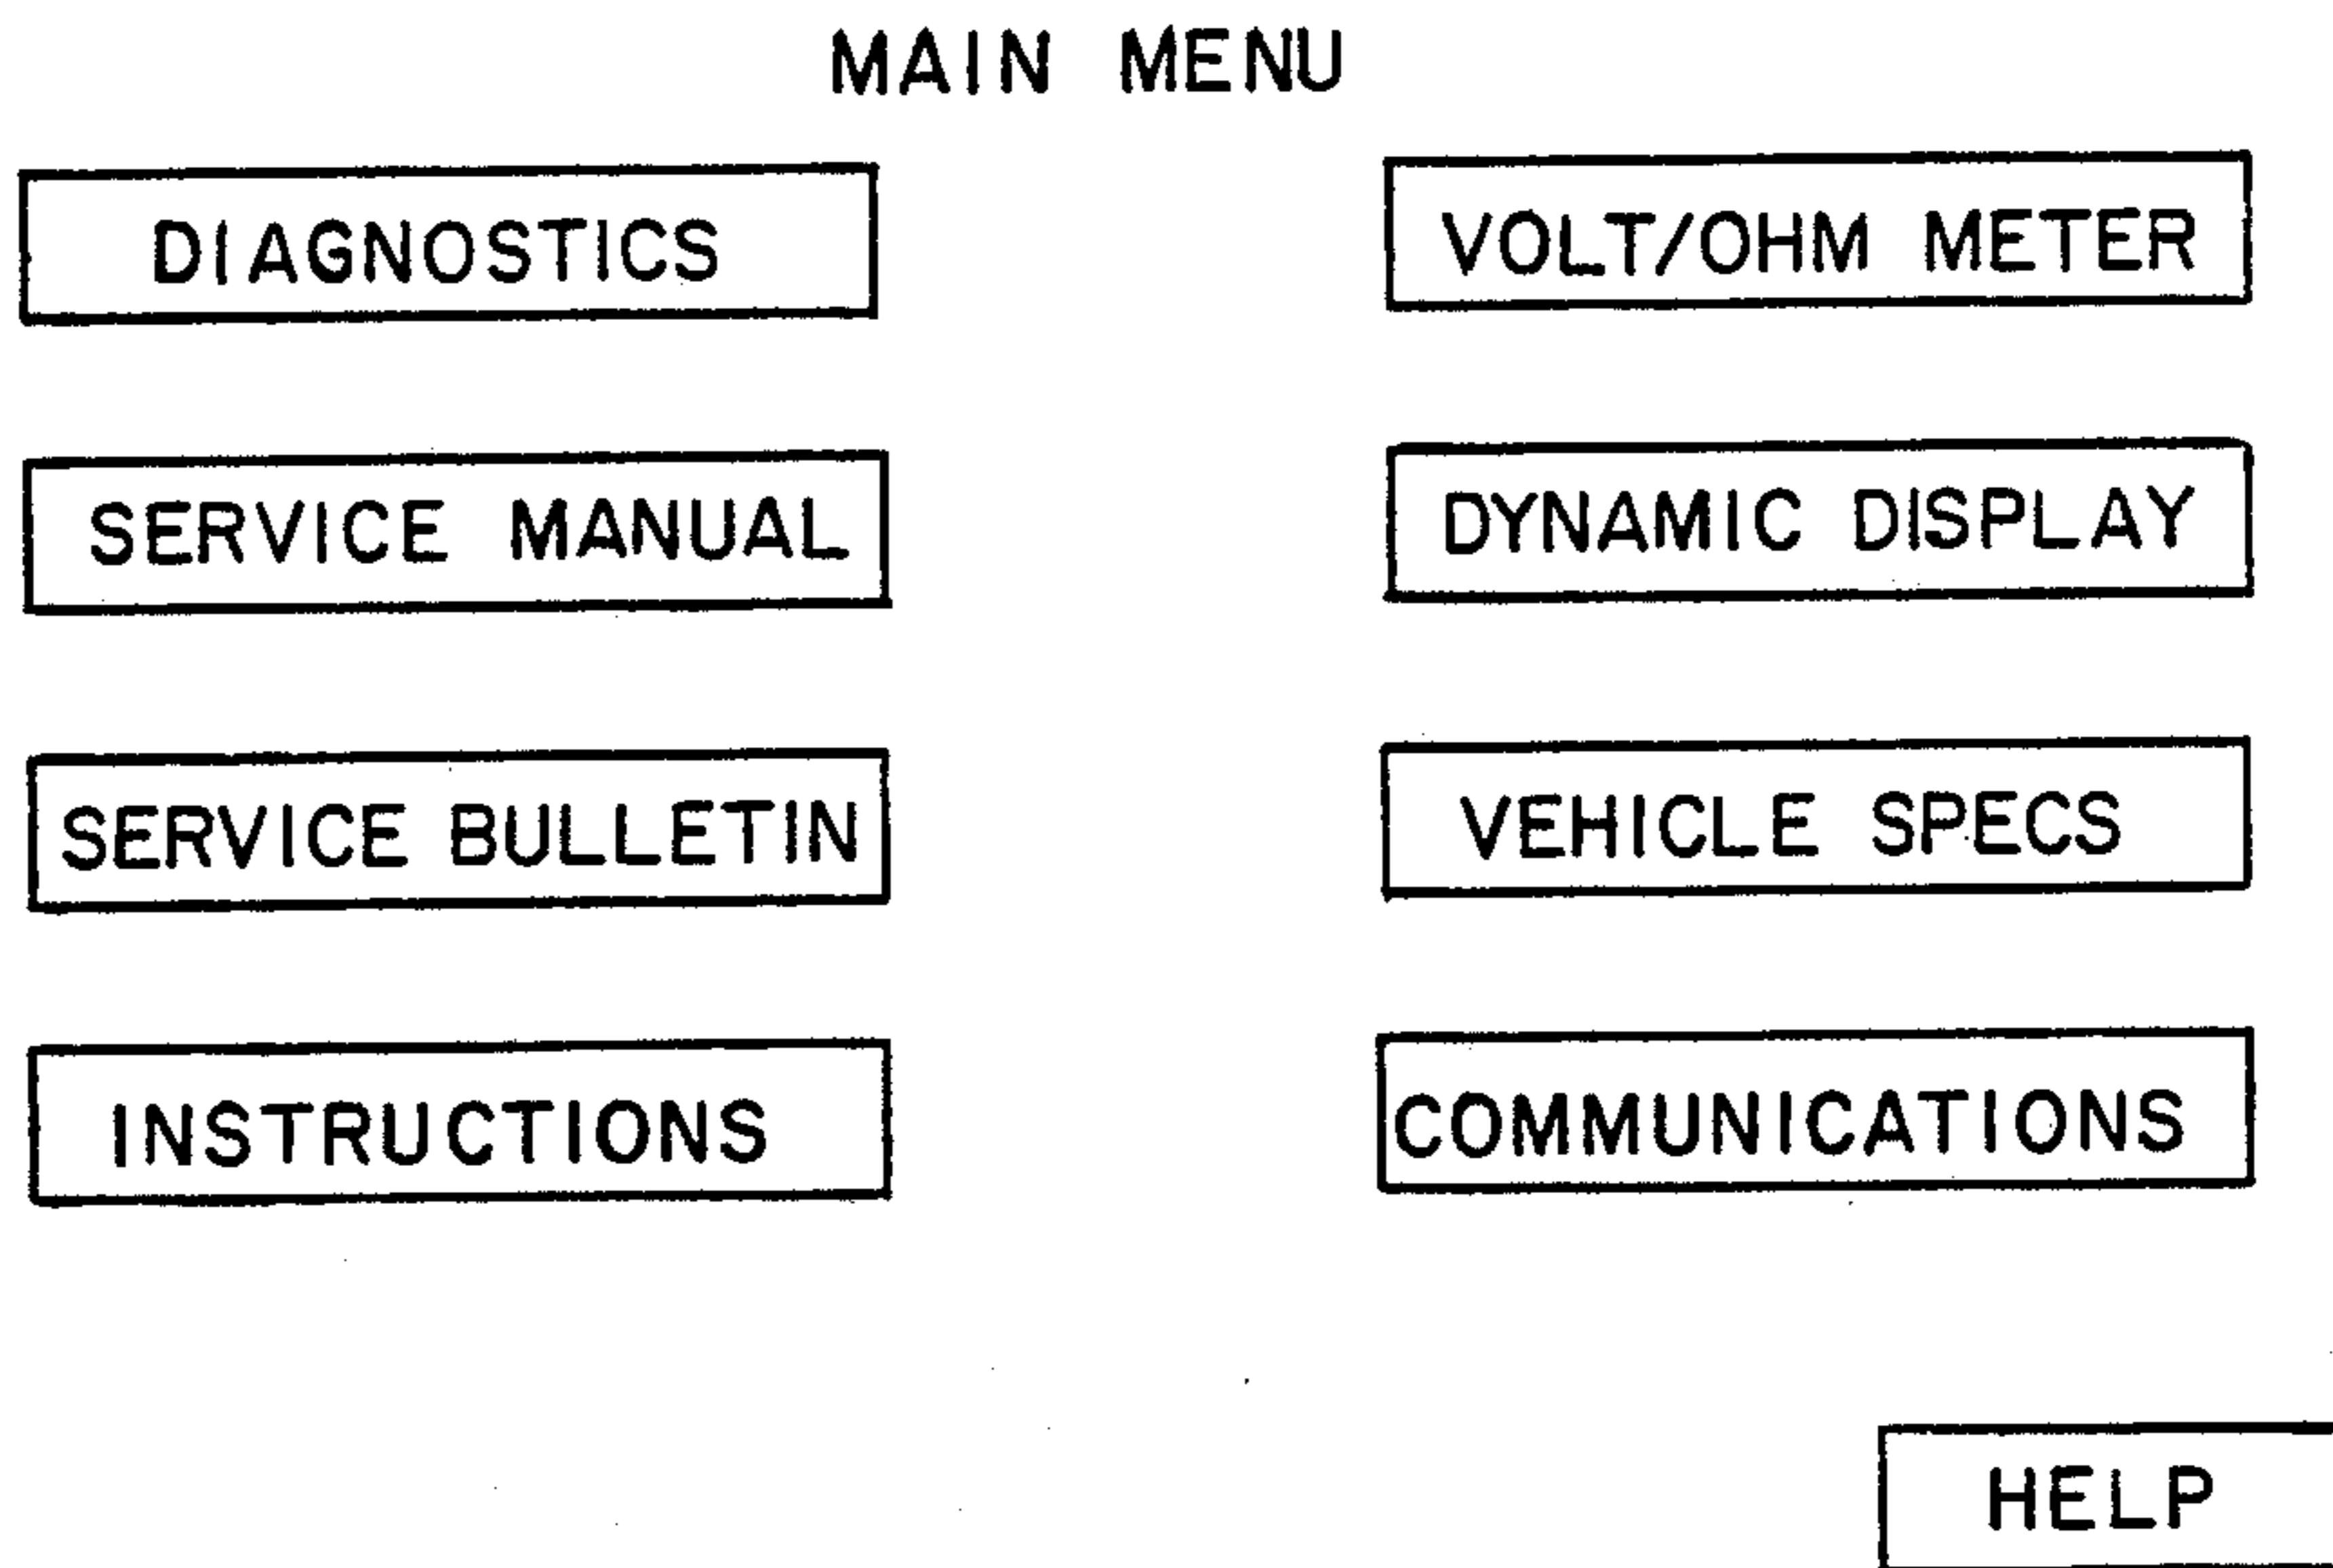 MAIN MENU
DIAGNOSTICS
VOLT/OHM METER
SERVICE MANUAL
DYNAMIC DISPLAY
SERVICE BULLETIN
VEHICLE SPECS
INSTRUCTIONS
COMMUNICATIONS
HELP